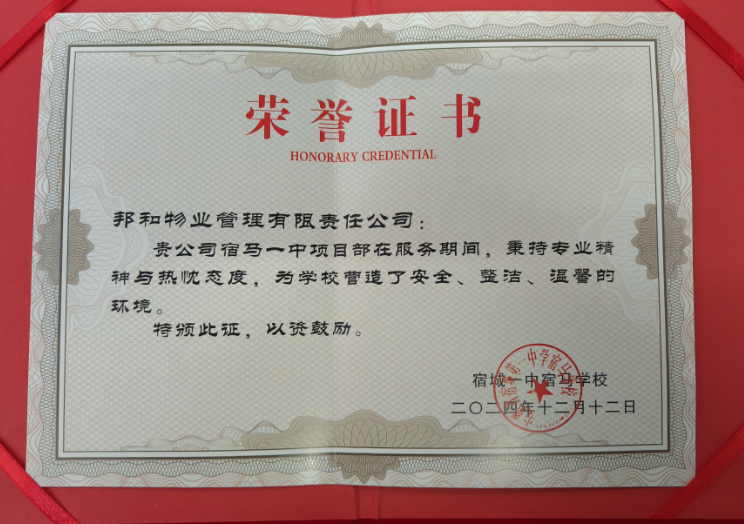 荣誉证书
HONORARY CREDENTIAL
邦和物业管理有限责任公司：
贵公司宿马一中项目部在服务期间，秉持专业精
神与热忱态度，为学校营造了安全、整洁、温馨的
环境。
特颁此证，以资鼓励。
宿城一中宿马学校
二〇二四年十二月十二日